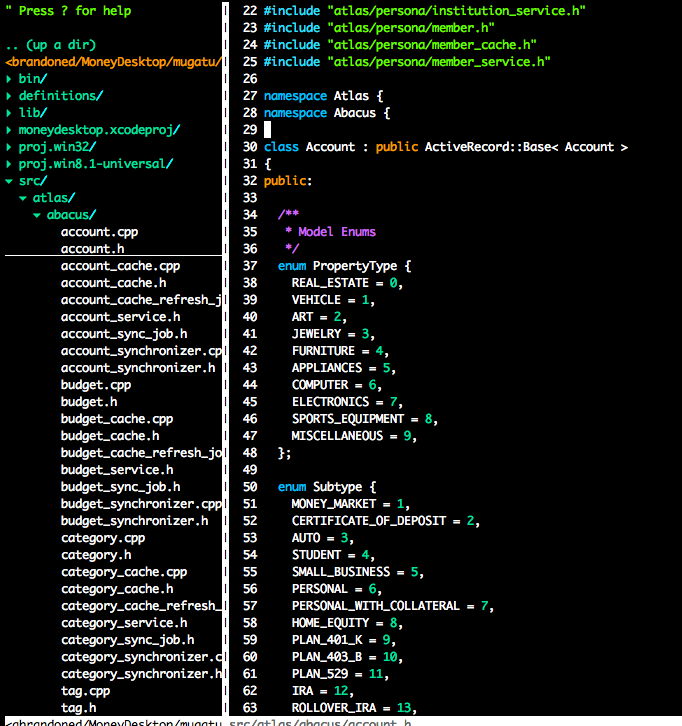 " Press ? for help
.. (up a dir)
<brandoned/MoneyDesktop/mugatu/
▸ bin/
▸ definitions/
▸ lib/
▸ moneydesktop.xcodeproj/
▸ proj.win32/
▸ proj.win8.1-universal/
▾ src/
▾ atlas/
▾ abacus/
account.cpp
account.h
account_cache.cpp
account_cache.h
account_cache_refresh_j
account_service.h
account_sync_job.h
account_synchronizer.cp
account_synchronizer.h
budget.cpp
budget.h
budget_cache.cpp
budget_cache.h
budget_cache_refresh_jo
budget_service.h
budget_sync_job.h
budget_synchronizer.cpp
budget_synchronizer.h
category.cpp
category.h
category_cache.cpp
category_cache.h
category_cache_refresh_
category_service.h
category_sync_job.h
category_synchronizer.c
category_synchronizer.h
tag.cpp
tag.h
22 #include "atlas/persona/institution_service.h"
23 #include "atlas/persona/member.h"
24 #include "atlas/persona/member_cache.h"
25 #include "atlas/persona/member_service.h"
26
27 namespace Atlas {
28 namespace Abacus {
29
30 class Account : public ActiveRecord::Base< Account >
31 {
32 public:
33
34 /**
35 * Model Enums
36 */
37 enum PropertyType {
38 REAL_ESTATE = 0,
39 VEHICLE = 1,
40 ART = 2,
41 JEWELRY = 3,
42 FURNITURE = 4,
43 APPLIANCES = 5,
44 COMPUTER = 6,
45 ELECTRONICS = 7,
46 SPORTS_EQUIPMENT = 8,
47 MISCELLANEOUS = 9,
48 };
49
50 enum Subtype {
51 MONEY_MARKET = 1,
52 CERTIFICATE_OF_DEPOSIT = 2,
53 AUTO = 3,
54 STUDENT = 4,
55 SMALL_BUSINESS = 5,
56 PERSONAL = 6,
57 PERSONAL_WITH_COLLATERAL = 7,
58 HOME_EQUITY = 8,
59 PLAN_401_K = 9,
60 PLAN_403_B = 10,
61 PLAN_529 = 11,
62 IRA = 12,
63 ROLLOVER_IRA = 13,
<abrandoned/MoneyDesktop/mugatu src/atlas/abacus/account.h